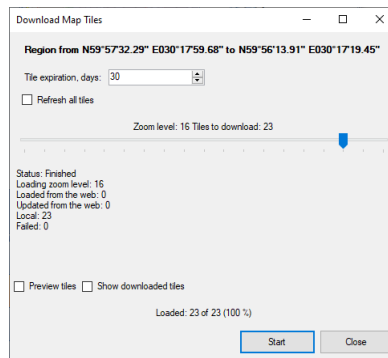 Download Map Tiles
Region from N59°57'32.29" E030°17'59.68" to N59°56'13.91" E030°17'19.45"
Tile expiration, days: 30
Refresh all tiles
Zoom level: 16 Tiles to download: 23
Status: Finished
Loading zoom level: 16
Loaded from the web: 0
Updated from the web: 0
Local: 23
Failed: 0
Preview tiles Show downloaded tiles
Loaded: 23 of 23 (100 %)
Start Close